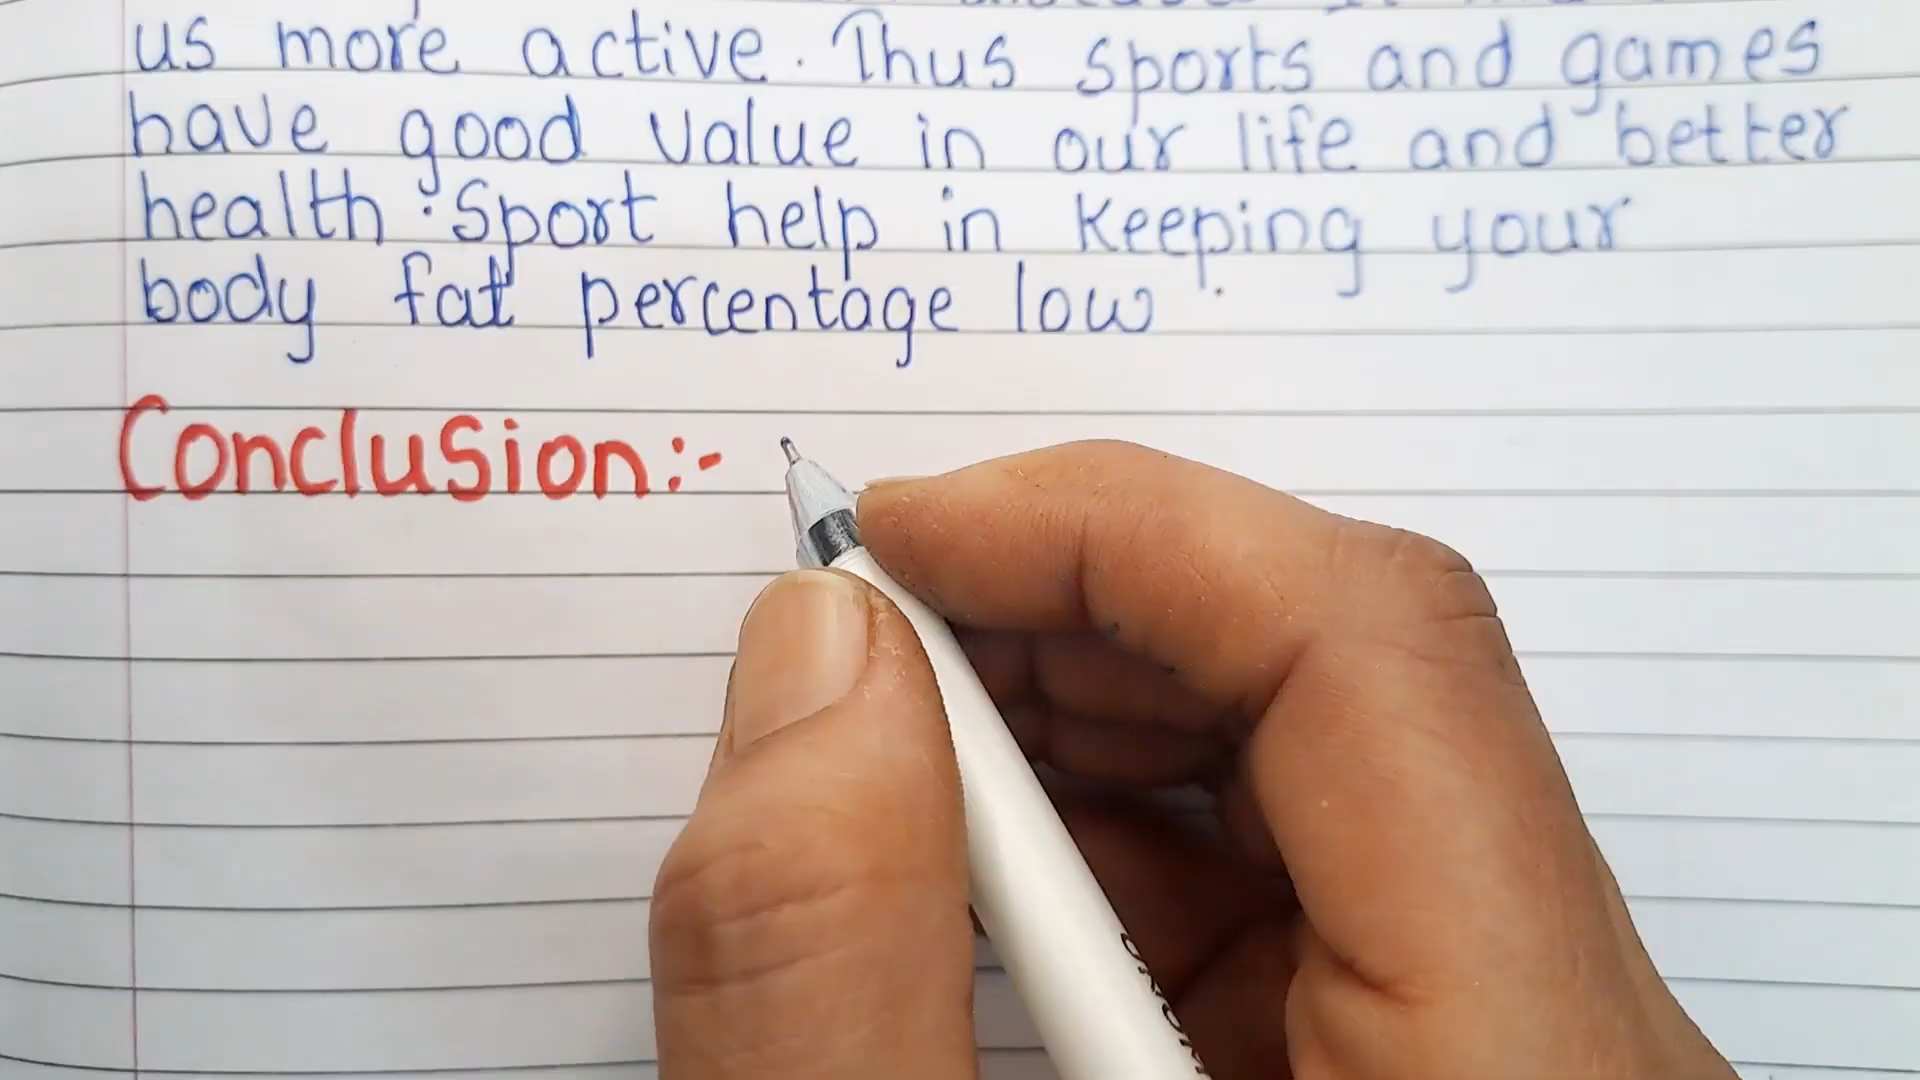 us more active. Thus sports and games
have good value in our life and better
health. Sport help in keeping your
body fat percentage low.
Conclusion:-